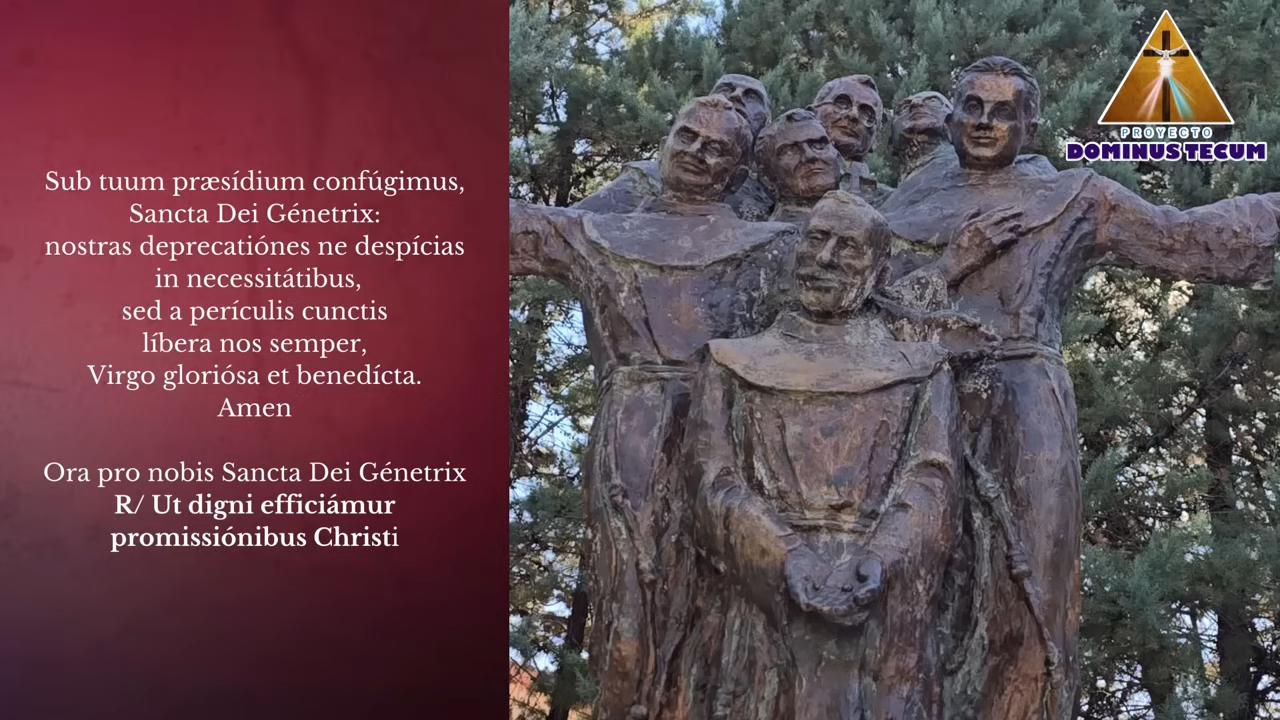 Sub tuum præsídium confúgimus,
Sancta Dei Génetrix:
nostras deprecatiónes ne despícias
in necessitátibus,
sed a perículis cunctis
líbera nos semper,
Virgo gloriósa et benedícta.
Amen
Ora pro nobis Sancta Dei Génetrix
R/ Ut digni efficiámur
promissiónibus Christi
PROYECTO
DOMINUS TECUM